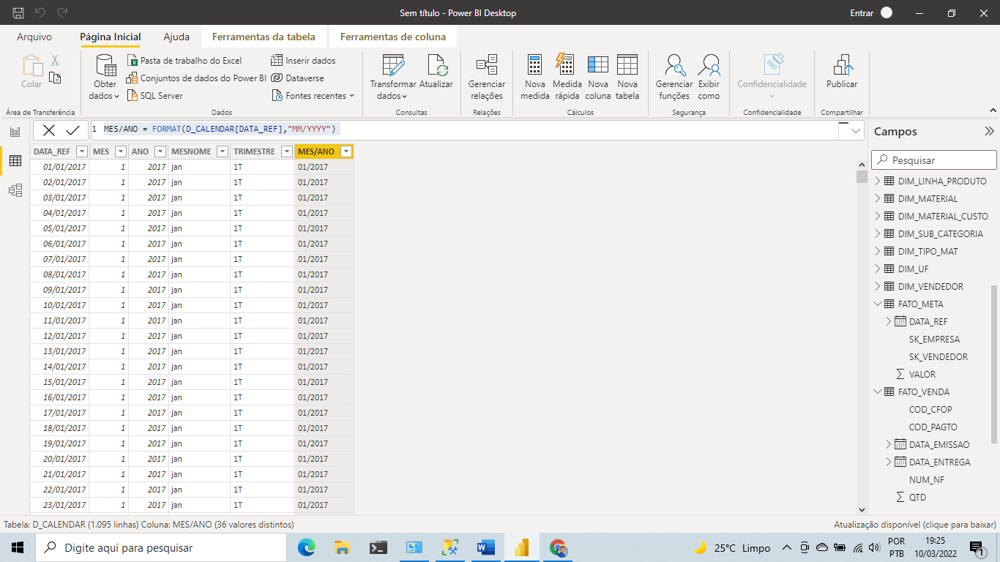 Sem título - Power BI Desktop
Entrar
Arquivo Página Inicial Ajuda Ferramentas da tabela Ferramentas de coluna
Colar
Área de Transferência
Obter dados
Pasta de trabalho do Excel
Conjuntos de dados do Power BI
SQL Server
Inserir dados
Dataverse
Fontes recentes
Dados
Transformar dados
Atualizar
Consultas
Gerenciar relações
Relações
Nova medida
Medida rápida
Nova coluna
Nova tabela
Cálculos
Gerenciar funções
Exibir como
Segurança
Confidencialidade
Confidencialidade
Publicar
Compartilhar
1 MES/ANO = FORMAT(D_CALENDAR[DATA_REF],"MM/YYYY")
DATA_REF MES ANO MESNOME TRIMESTRE MES/ANO
01/01/2017 1 2017 jan 1T 01/2017
02/01/2017 1 2017 jan 1T 01/2017
03/01/2017 1 2017 jan 1T 01/2017
04/01/2017 1 2017 jan 1T 01/2017
05/01/2017 1 2017 jan 1T 01/2017
06/01/2017 1 2017 jan 1T 01/2017
07/01/2017 1 2017 jan 1T 01/2017
08/01/2017 1 2017 jan 1T 01/2017
09/01/2017 1 2017 jan 1T 01/2017
10/01/2017 1 2017 jan 1T 01/2017
11/01/2017 1 2017 jan 1T 01/2017
12/01/2017 1 2017 jan 1T 01/2017
13/01/2017 1 2017 jan 1T 01/2017
14/01/2017 1 2017 jan 1T 01/2017
15/01/2017 1 2017 jan 1T 01/2017
16/01/2017 1 2017 jan 1T 01/2017
17/01/2017 1 2017 jan 1T 01/2017
18/01/2017 1 2017 jan 1T 01/2017
19/01/2017 1 2017 jan 1T 01/2017
20/01/2017 1 2017 jan 1T 01/2017
21/01/2017 1 2017 jan 1T 01/2017
22/01/2017 1 2017 jan 1T 01/2017
23/01/2017 1 2017 jan 1T 01/2017
Campos
Pesquisar
DIM_LINHA_PRODUTO
DIM_MATERIAL
DIM_MATERIAL_CUSTO
DIM_SUB_CATEGORIA
DIM_TIPO_MAT
DIM_UF
DIM_VENDEDOR
FATO_META
DATA_REF
SK_EMPRESA
SK_VENDEDOR
VALOR
FATO_VENDA
COD_CFOP
COD_PAGTO
DATA_EMISSAO
DATA_ENTREGA
NUM_NF
QTD
Tabela: D_CALENDAR (1.095 linhas) Coluna: MES/ANO (36 valores distintos)
Atualização disponível (clique para baixar)
Digite aqui para pesquisar
25°C Limpo
POR
PTB
19:25
10/03/2022
1